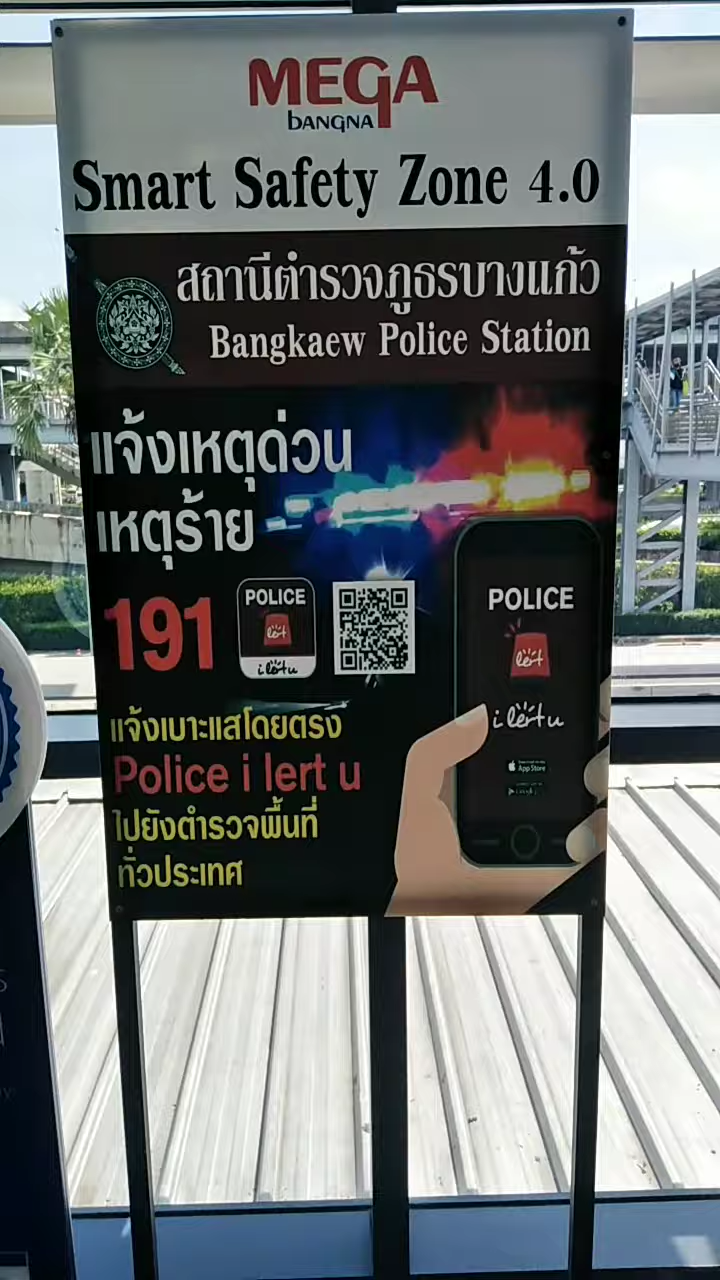 MEGA
BANGNA
Smart Safety Zone 4.0
สถานีตำรวจภูธรบางแก้ว
Bangkaew Police Station
แจ้งเหตุด่วน
เหตุร้าย
191
POLICE
lert
i lert u
POLICE
lert
i lert u
App Store
แจ้งเบาะแสโดยตรง
Police i lert u
ไปยังตำรวจพื้นที่
ทั่วประเทศ